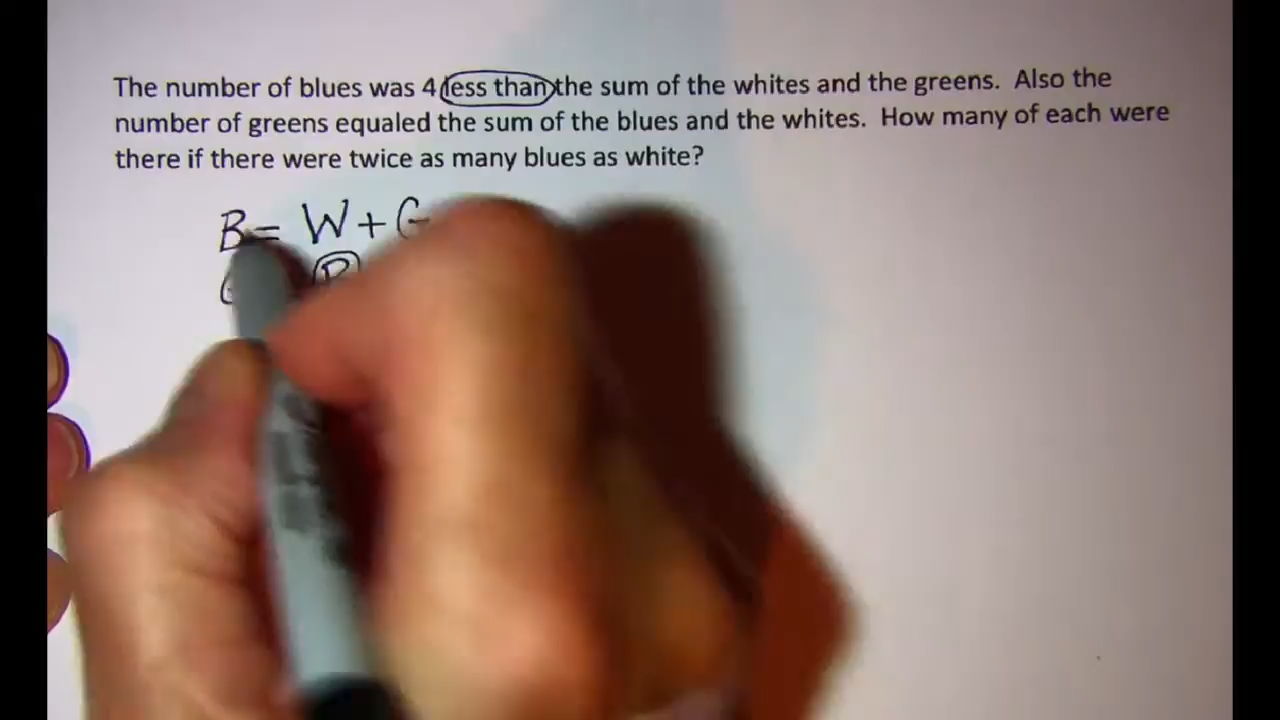 The number of blues was 4 less than the sum of the whites and the greens. Also the
number of greens equaled the sum of the blues and the whites. How many of each were
there if there were twice as many blues as white?
B = W + G
B